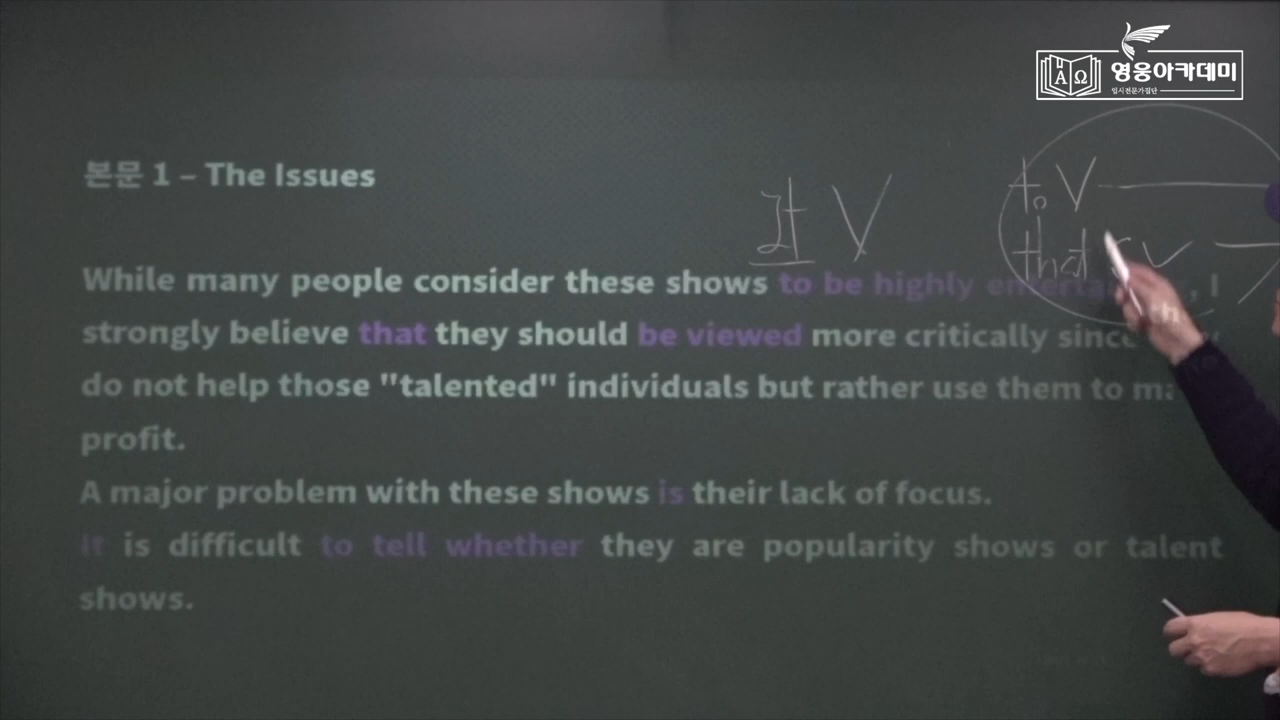 영웅아카데미
입시전문가집단
본문 1 – The Issues
to V
that S V
While many people consider these shows to be highly , I
strongly believe that they should be viewed more critically since
do not help those "talented" individuals but rather use them to
profit.
A major problem with these shows is their lack of focus.
It is difficult to tell whether they are popularity shows or talent
shows.